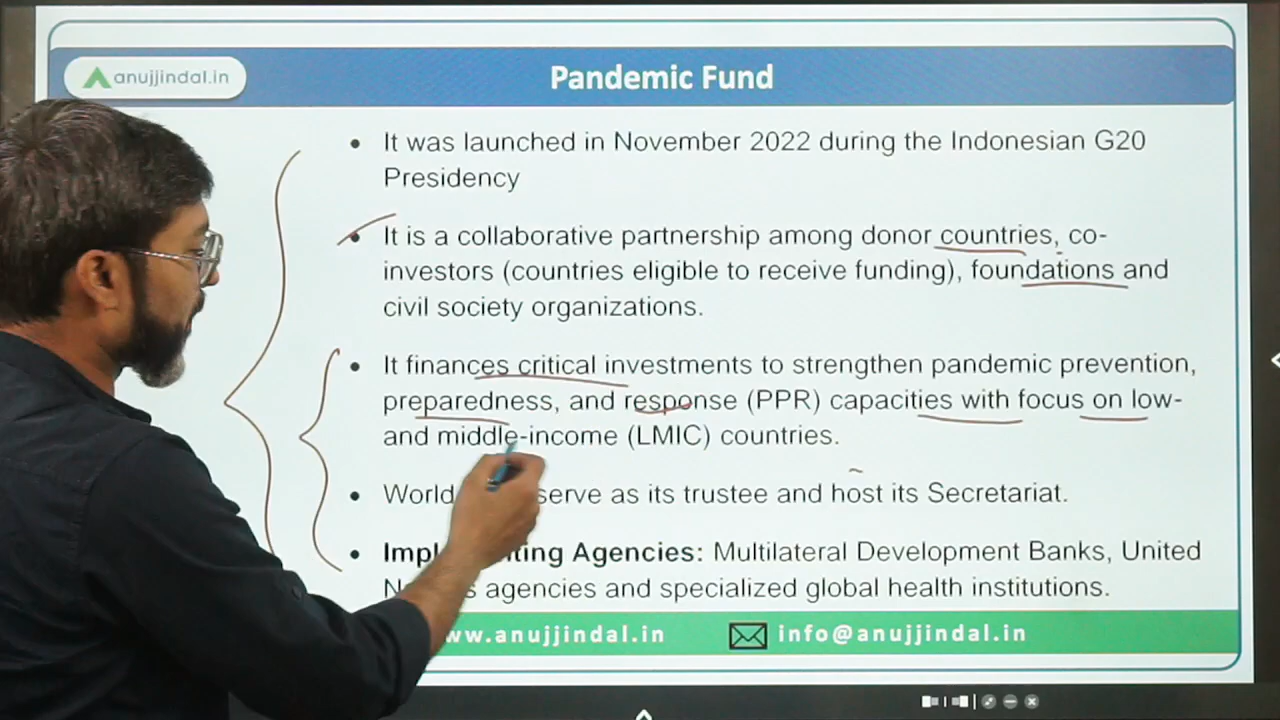 anujjindal.in
Pandemic Fund
• It was launched in November 2022 during the Indonesian G20
Presidency
• It is a collaborative partnership among donor countries, co-
investors (countries eligible to receive funding), foundations and
civil society organizations.
• It finances critical investments to strengthen pandemic prevention,
preparedness, and response (PPR) capacities with focus on low-
and middle-income (LMIC) countries.
• World serve as its trustee and host its Secretariat.
• Agencies: Multilateral Development Banks, United
agencies and specialized global health institutions.
ww.anujjindal.in info@anujjindal.in